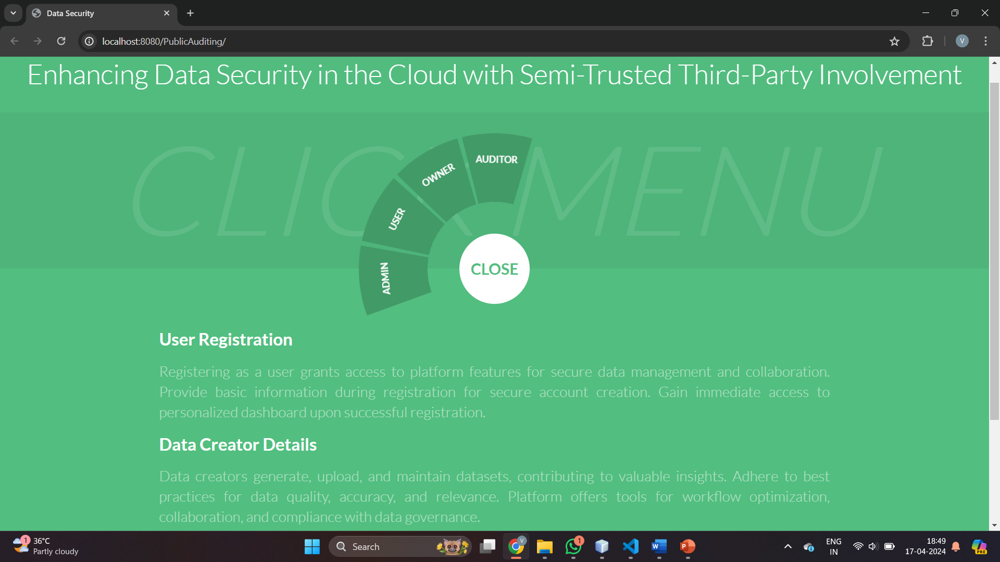 Data Security
localhost:8080/PublicAuditing/
V
Enhancing Data Security in the Cloud with Semi-Trusted Third-Party Involvement
CLICK MENU
AUDITOR
OWNER
USER
ADMIN
CLOSE
User Registration
Registering as a user grants access to platform features for secure data management and collaboration.
Provide basic information during registration for secure account creation. Gain immediate access to
personalized dashboard upon successful registration.
Data Creator Details
Data creators generate, upload, and maintain datasets, contributing to valuable insights. Adhere to best
practices for data quality, accuracy, and relevance. Platform offers tools for workflow optimization,
collaboration, and compliance with data governance.
1
36°C
Partly cloudy
Search
V
1
W
P
ENG
IN
18:49
17-04-2024
PRE